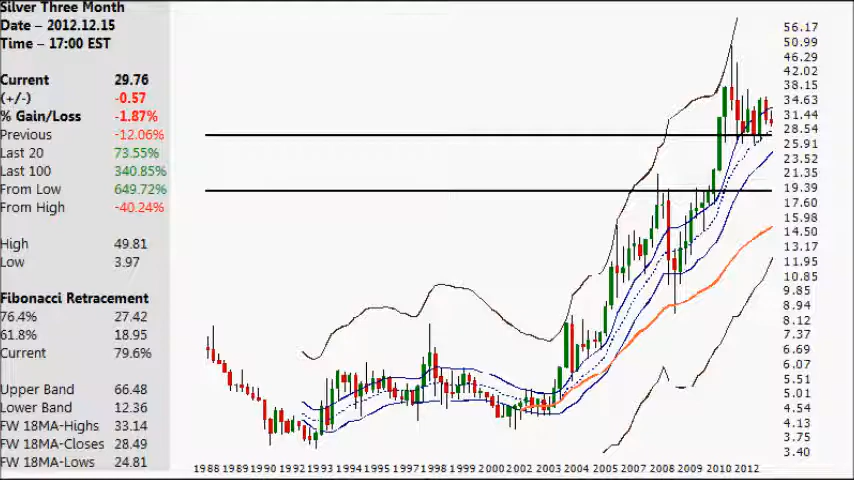 Silver Three Month
Date – 2012.12.15
Time – 17:00 EST
Current 29.76
(+/-) -0.57
% Gain/Loss -1.87%
Previous -12.06%
Last 20 73.55%
Last 100 340.85%
From Low 649.72%
From High -40.24%
High 49.81
Low 3.97
Fibonacci Retracement
76.4% 27.42
61.8% 18.95
Current 79.6%
Upper Band 66.48
Lower Band 12.36
FW 18MA-Highs 33.14
FW 18MA-Closes 28.49
FW 18MA-Lows 24.81
56.17
50.99
46.29
42.02
38.15
34.63
31.44
28.54
25.91
23.52
21.35
19.39
17.60
15.98
14.50
13.17
11.95
10.85
9.85
8.94
8.12
7.37
6.69
6.07
5.51
5.01
4.54
4.13
3.75
3.40
1988 1989 1990 1992 1993 1994 1995 1997 1998 1999 2000 2002 2003 2004 2005 2007 2008 2009 2010 2012